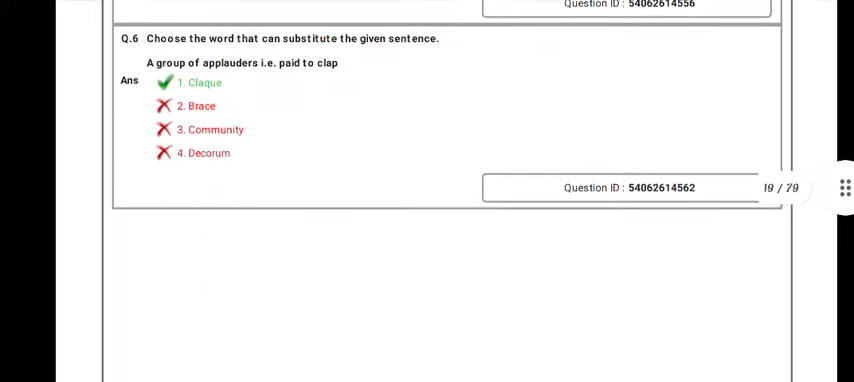 Question ID : 54062614556
Q.6 Choose the word that can substitute the given sentence.
A group of applauders i.e. paid to clap
Ans 1. Claque
2. Brace
3. Community
4. Decorum
Question ID : 54062614562
19 / 79